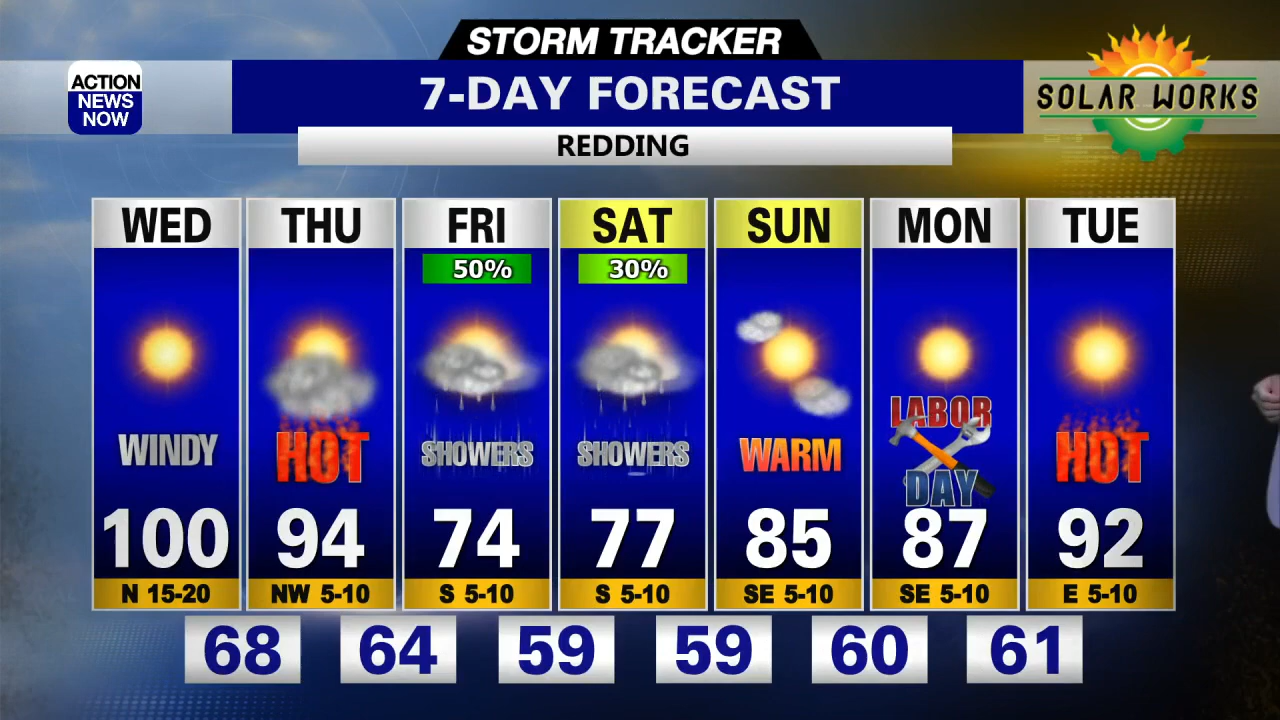 STORM TRACKER
ACTION
NEWS
NOW
7-DAY FORECAST
SOLAR WORKS
REDDING
WED THU FRI SAT SUN MON TUE
50% 30%
LABOR
WINDY HOT SHOWERS SHOWERS WARM HOT
DAY
100 94 74 77 85 87 92
N 15-20 NW 5-10 S 5-10 S 5-10 SE 5-10 SE 5-10 E 5-10
68 64 59 59 60 61